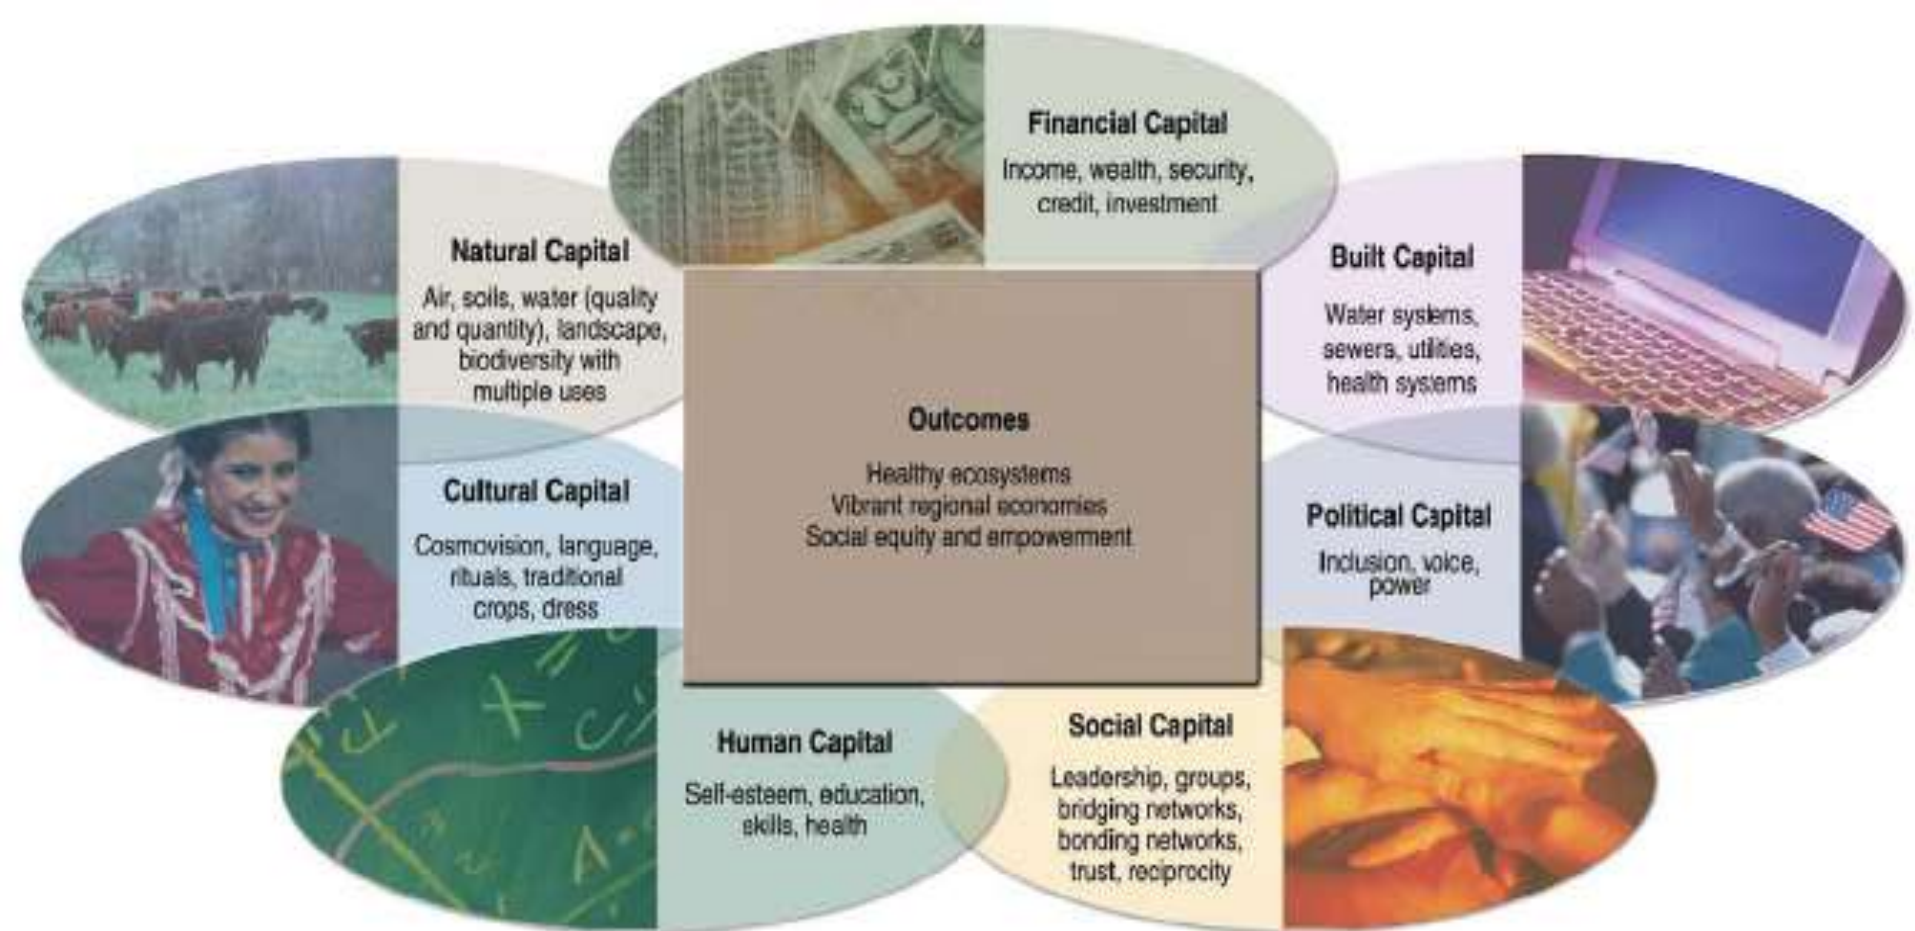 Financial Capital
Income, wealth, security,
credit, investment
Natural Capital
Air, soils, water (quality
and quantity), landscape,
biodiversity with
multiple uses
Built Capital
Water systems,
sewers, utilities,
health systems
Outcomes
Healthy ecosystems
Vibrant regional economies
Social equity and empowerment
Cultural Capital
Cosmovision, language,
rituals, traditional
crops, dress
Political Capital
Inclusion, voice,
power
Human Capital
Self-esteem, education,
skills, health
Social Capital
Leadership, groups,
bridging networks,
bonding networks,
trust, reciprocity